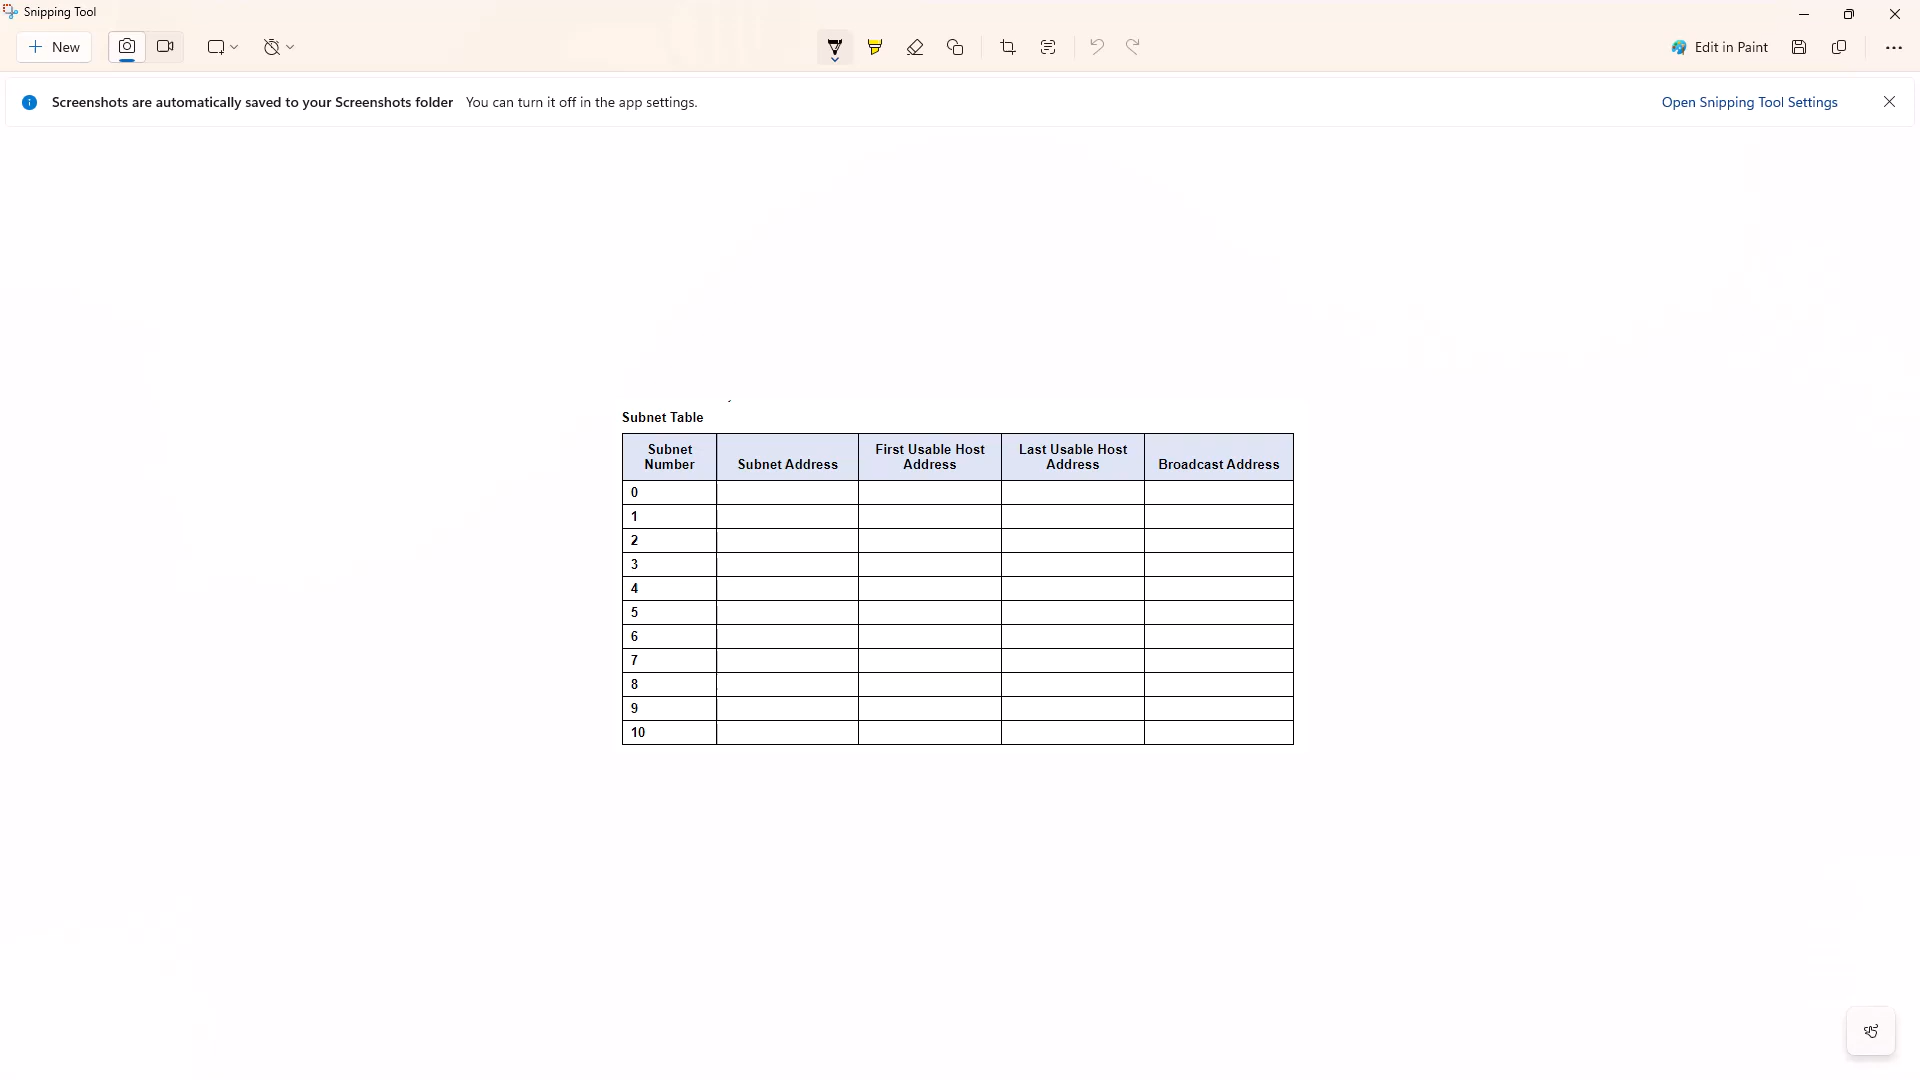 Snipping Tool
New
Edit in Paint
Screenshots are automatically saved to your Screenshots folder You can turn it off in the app settings.
Open Snipping Tool Settings
Subnet Table
Subnet Number Subnet Address First Usable Host Address Last Usable Host Address Broadcast Address
0
1
2
3
4
5
6
7
8
9
10